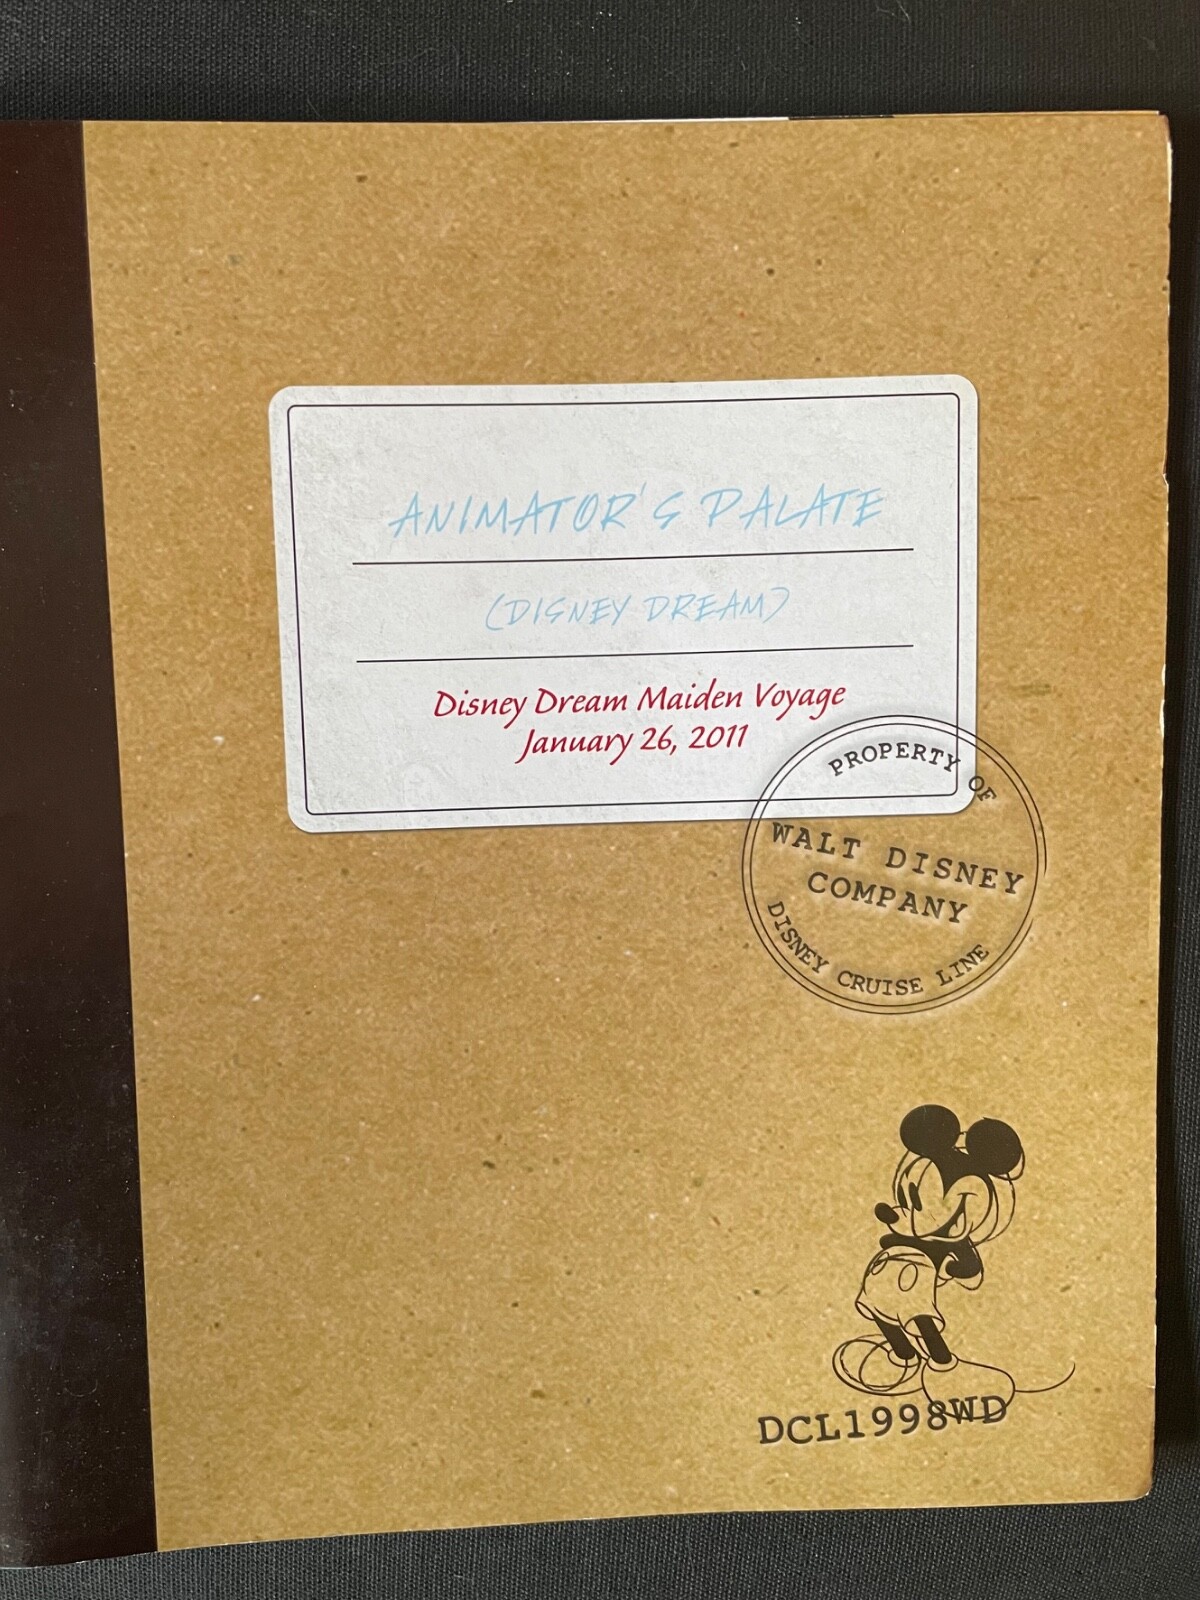 ANIMATOR'S PALATE
(DISNEY DREAM)
Disney Dream Maiden Voyage
January 26, 2011
PROPERTY OF
WALT DISNEY
COMPANY
DISNEY CRUISE LINE
DCL1998WD